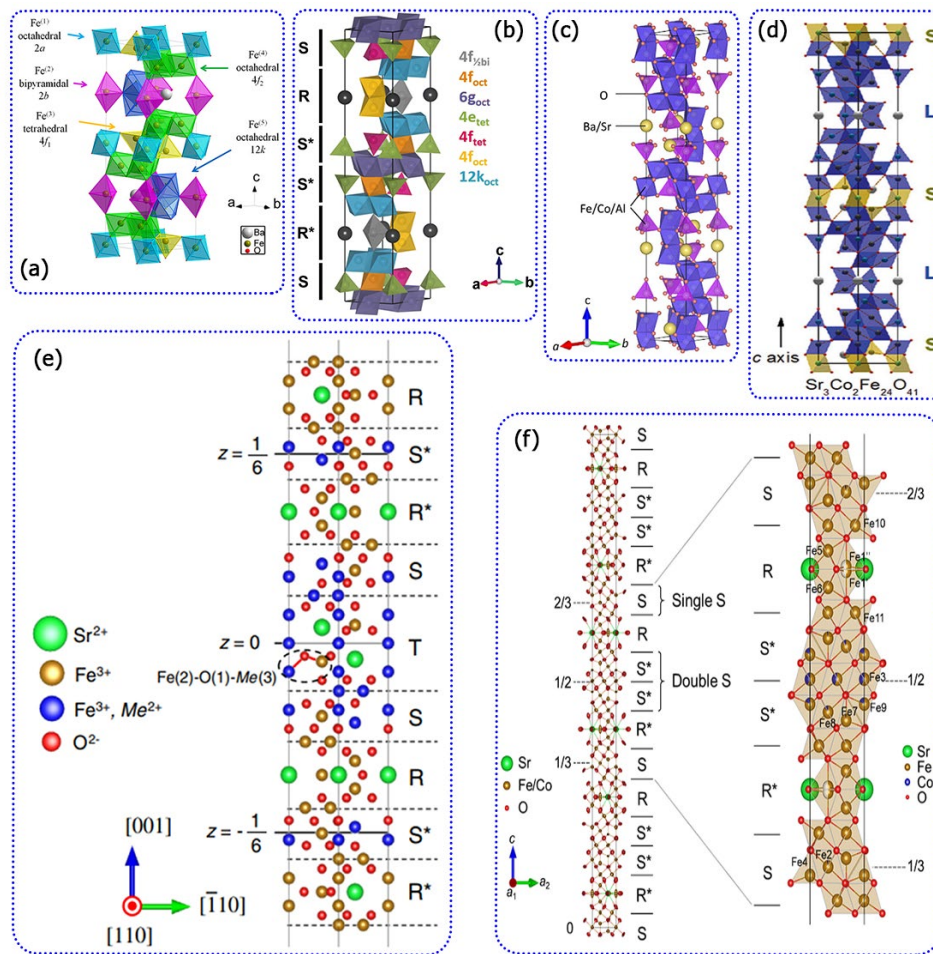 Fe(1)
octahedral
2a
Fe(2)
bipyramidal
2b
Fe(3)
tetrahedral
4f1
Fe(4)
octahedral
4f2
Fe(5)
octahedral
12k
c
a
b
Ba
Fe
O
(a)
(b)
S
R
S*
S*
R*
S
4f½bi
4foct
6goct
4etet
4ftet
4foct
12koct
c
a
b
(c)
O
Ba/Sr
Fe/Co/Al
c
a
b
(d)
S
L
S
L
S
c axis
Sr3Co2Fe24O41
(e)
R
z = 1/6
S*
R*
S
z = 0
T
Fe(2)-O(1)-Me(3)
S
R
z = -1/6
S*
R*
Sr2+
Fe3+
Fe3+, Me2+
O2-
[001]
[1̄10]
[110]
(f)
S
R
S*
S*
R*
2/3
S
Single S
R
S*
1/2
Double S
S*
R*
1/3
S
R
S*
S*
R*
0
S
Sr
Fe/Co
O
c
a1
a2
S
2/3
Fe10
R
Fe5
Fe1''
Fe1
Fe6
Fe11
S*
Fe3
1/2
S*
Fe9
Fe7
Fe8
R*
Fe4
Fe2
S
1/3
Sr
Fe
Co
O